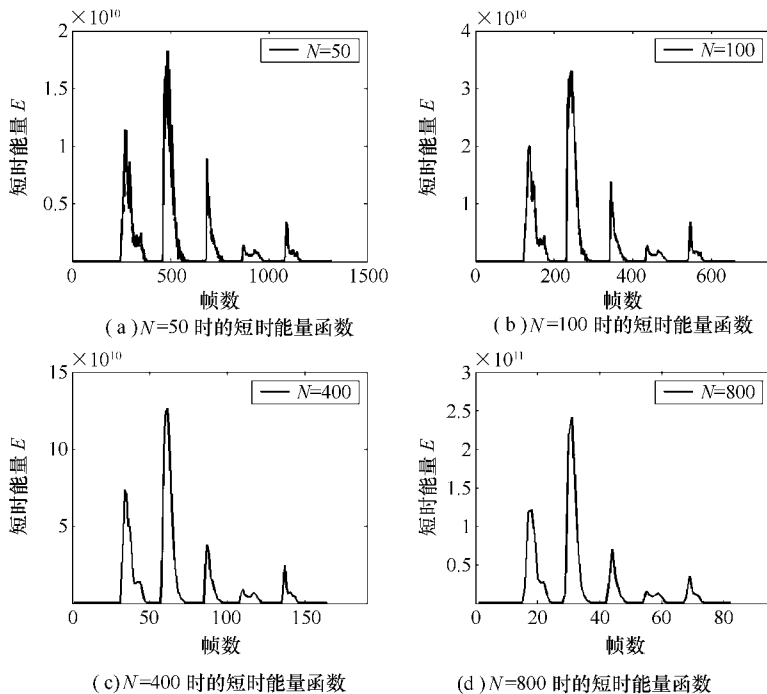 ×10¹⁰
2
1.5
1
0.5
0 500 1000 1500
短时能量 E
帧数
N=50
(a)N=50 时的短时能量函数
×10¹⁰
4
3
2
1
0 200 400 600
短时能量 E
帧数
N=100
(b)N=100 时的短时能量函数
×10¹⁰
15
10
5
0 50 100 150
短时能量 E
帧数
N=400
(c)N=400 时的短时能量函数
×10¹¹
3
2.5
2
1.5
1
0.5
0 20 40 60 80
短时能量 E
帧数
N=800
(d)N=800 时的短时能量函数